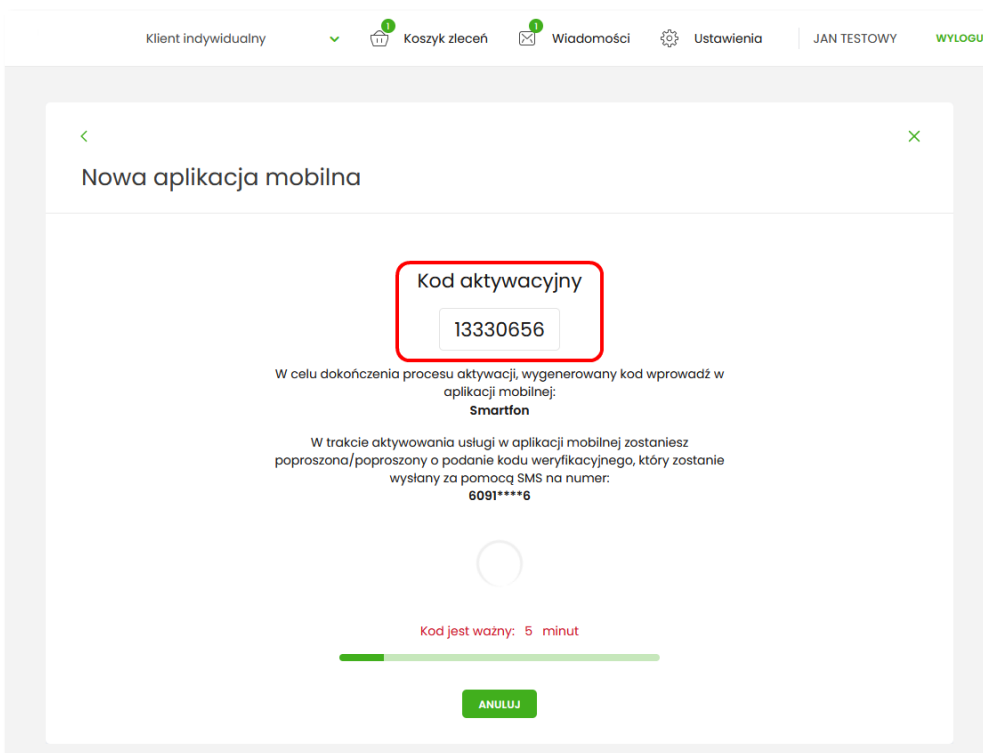 Klient indywidualny 1 Koszyk zleceń 1 Wiadomości Ustawienia JAN TESTOWY WYLOGU
Nowa aplikacja mobilna
Kod aktywacyjny
13330656
W celu dokończenia procesu aktywacji, wygenerowany kod wprowadź w
aplikacji mobilnej:
Smartfon
W trakcie aktywowania usługi w aplikacji mobilnej zostaniesz
poproszona/poproszony o podanie kodu weryfikacyjnego, który zostanie
wysłany za pomocą SMS na numer:
6091****6
Kod jest ważny: 5 minut
ANULUJ